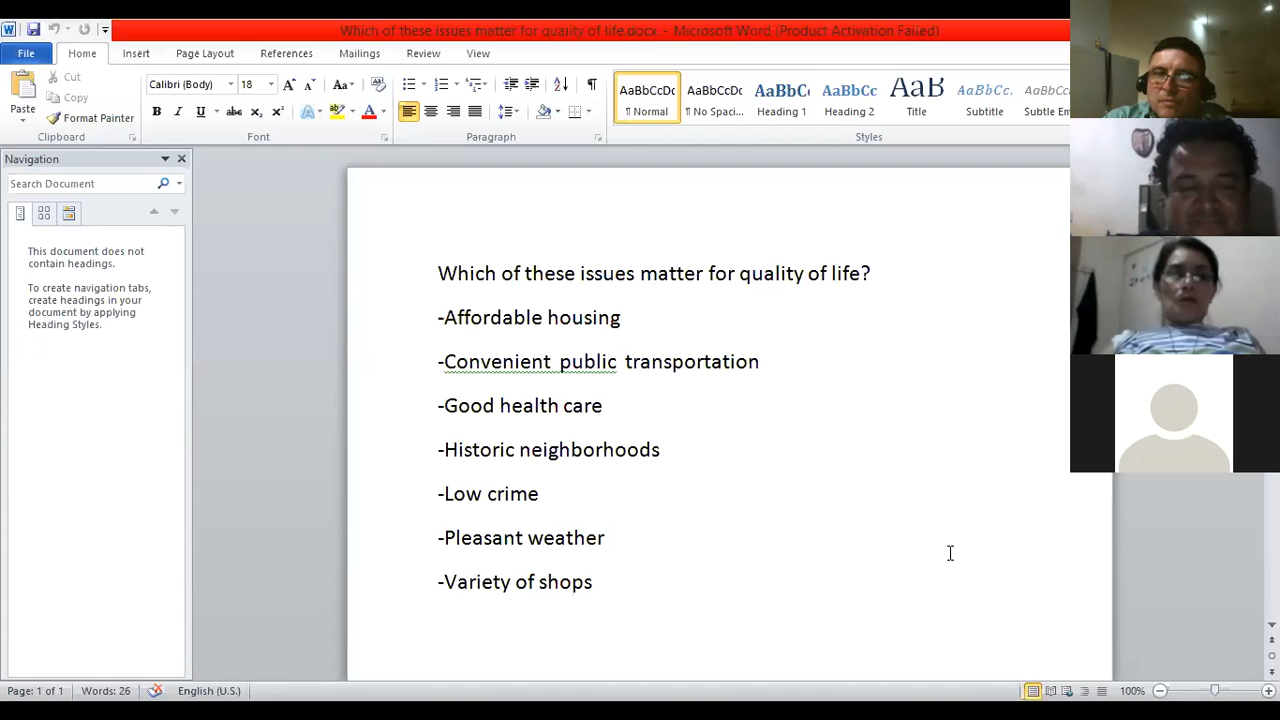 Which of these issues matter for quality of life.docx - Microsoft Word (Product Activation Failed)
File Home Insert Page Layout References Mailings Review View
Paste
Cut
Copy
Format Painter
Clipboard
Calibri (Body) 18
Font
Paragraph
AaBbCcDc AaBbCcDc AaBbCc AaBbCc AaB AaBbCc. AaBbCc
¶ Normal ¶ No Spaci... Heading 1 Heading 2 Title Subtitle Subtle Em
Styles
Navigation
Search Document
This document does not
contain headings.
To create navigation tabs,
create headings in your
document by applying
Heading Styles.
Which of these issues matter for quality of life?
-Affordable housing
-Convenient public transportation
-Good health care
-Historic neighborhoods
-Low crime
-Pleasant weather
-Variety of shops
Page: 1 of 1 Words: 26 English (U.S.) 100%